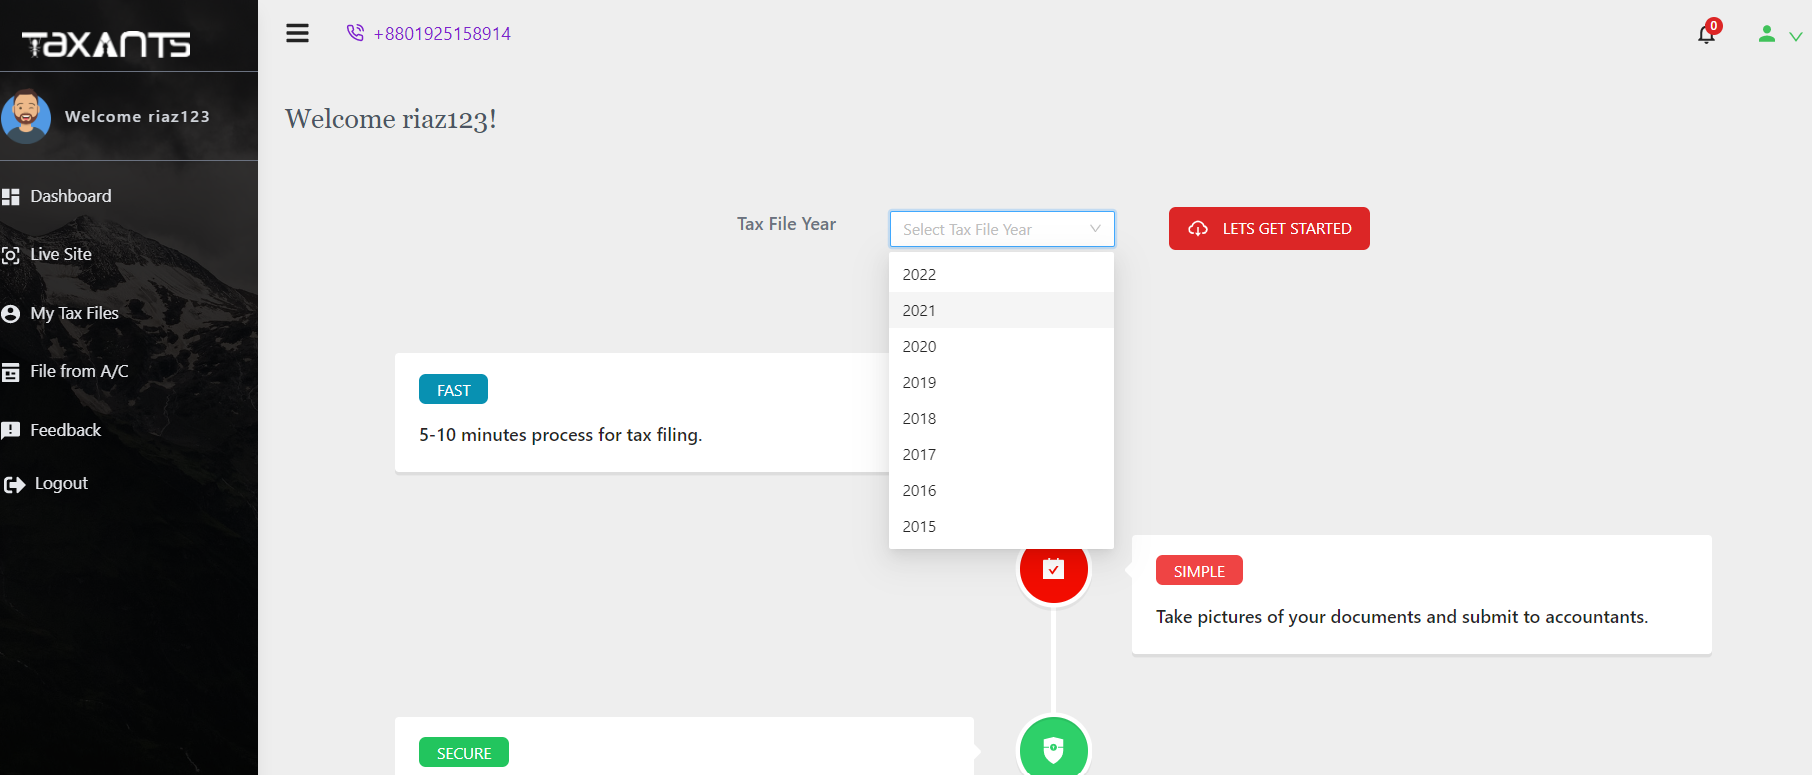 TAXANTS
+8801925158914
0
Welcome riaz123
Welcome riaz123!
Dashboard
Live Site
My Tax Files
File from A/C
Feedback
Logout
Tax File Year
Select Tax File Year
LETS GET STARTED
2022
2021
2020
2019
2018
2017
2016
2015
FAST
5-10 minutes process for tax filing.
SIMPLE
Take pictures of your documents and submit to accountants.
SECURE